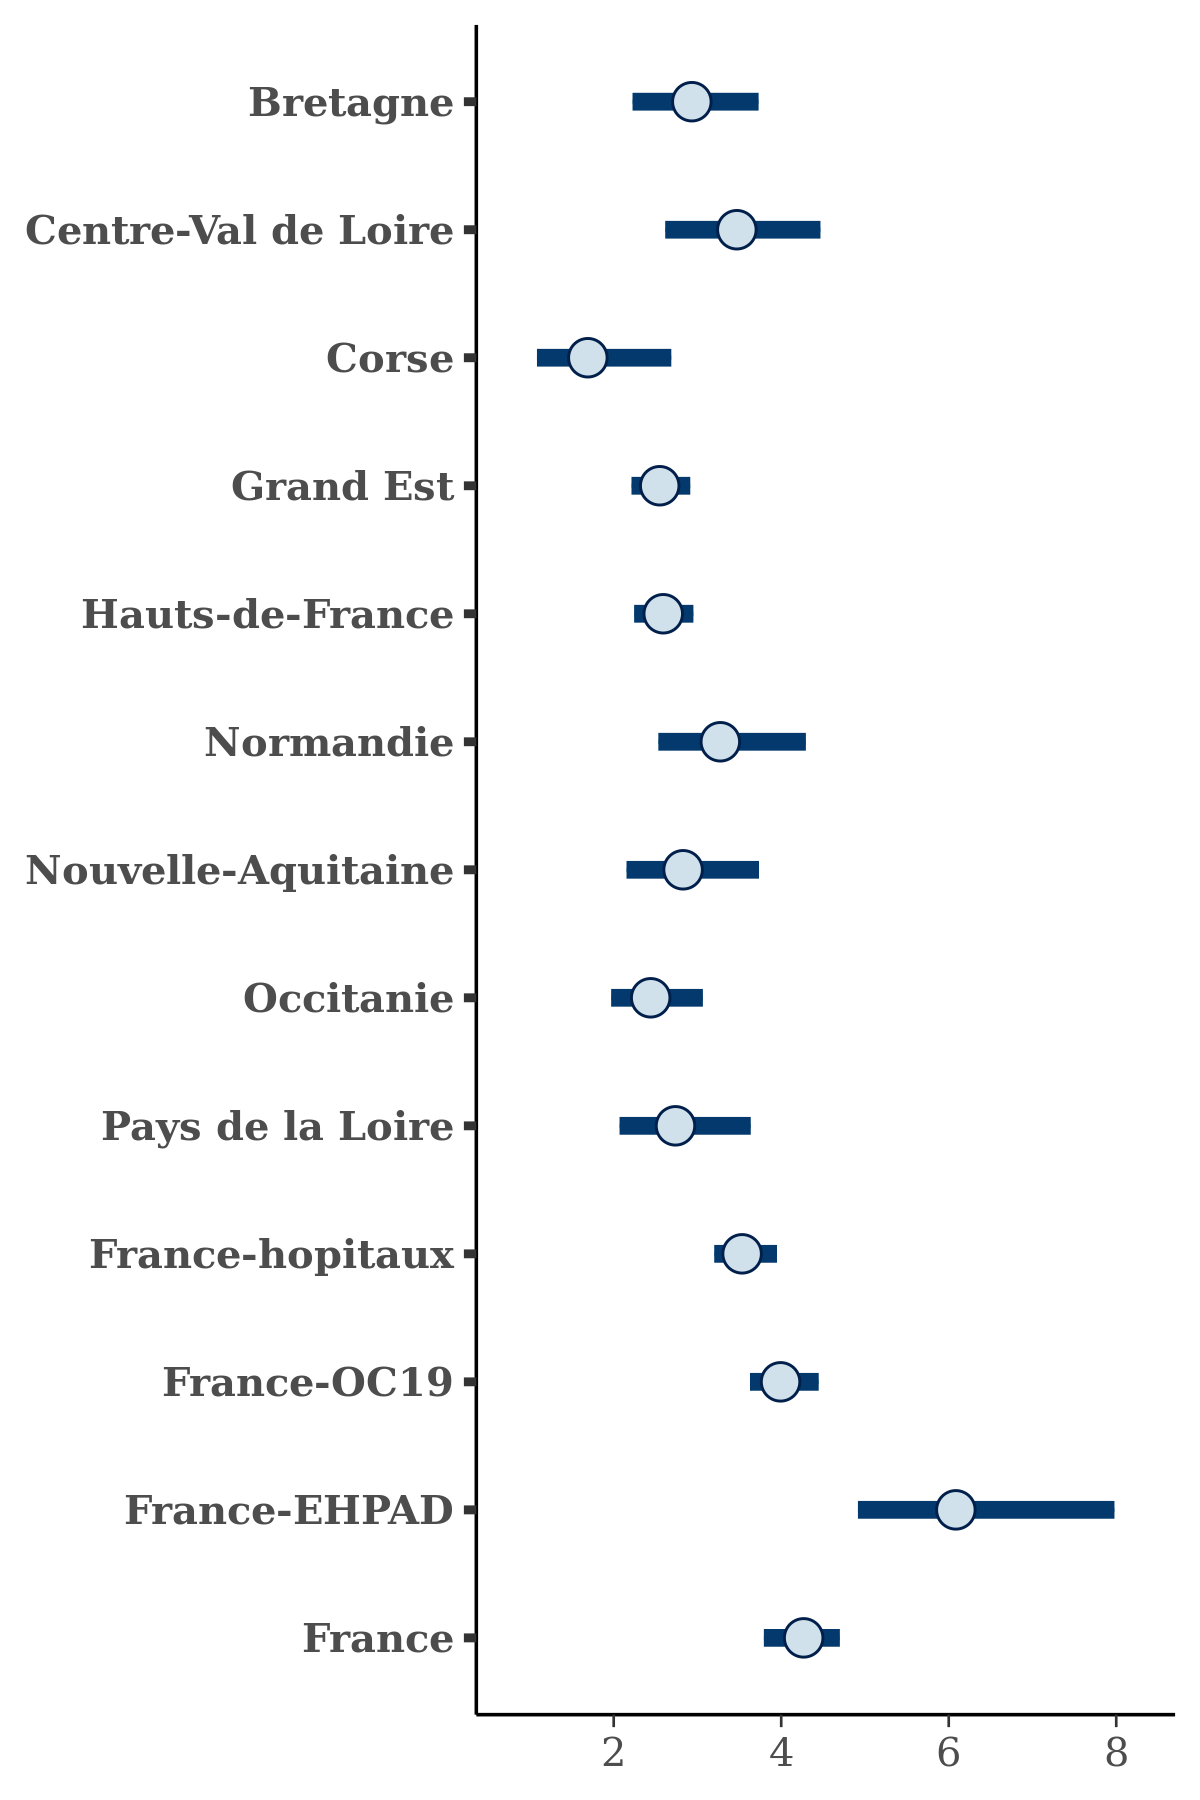 Bretagne
Centre-Val de Loire
Corse
Grand Est
Hauts-de-France
Normandie
Nouvelle-Aquitaine
Occitanie
Pays de la Loire
France-hopitaux
France-OC19
France-EHPAD
France
2 4 6 8